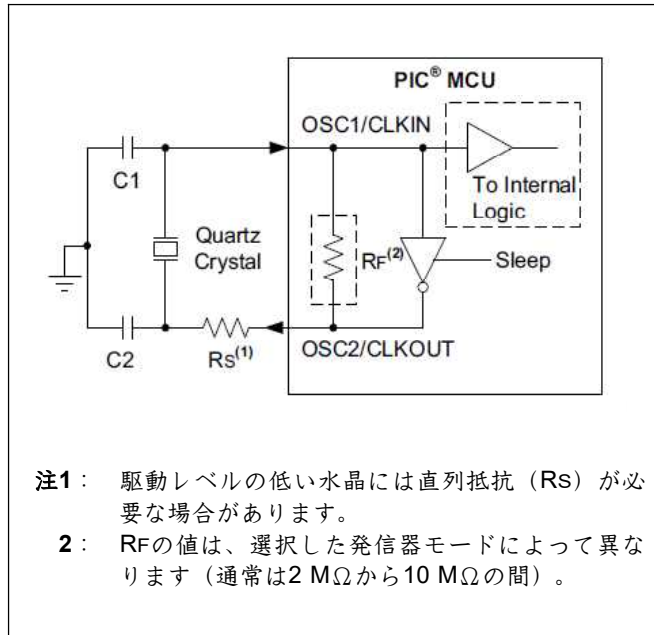 PIC® MCU
OSC1/CLKIN
C1
To Internal
Logic
Quartz
Crystal
RF(2)
Sleep
C2
RS(1)
OSC2/CLKOUT
注1： 駆動レベルの低い水晶には直列抵抗（RS）が必
要な場合があります。
2： RFの値は、選択した発信器モードによって異な
ります（通常は2 MΩから10 MΩの間）。